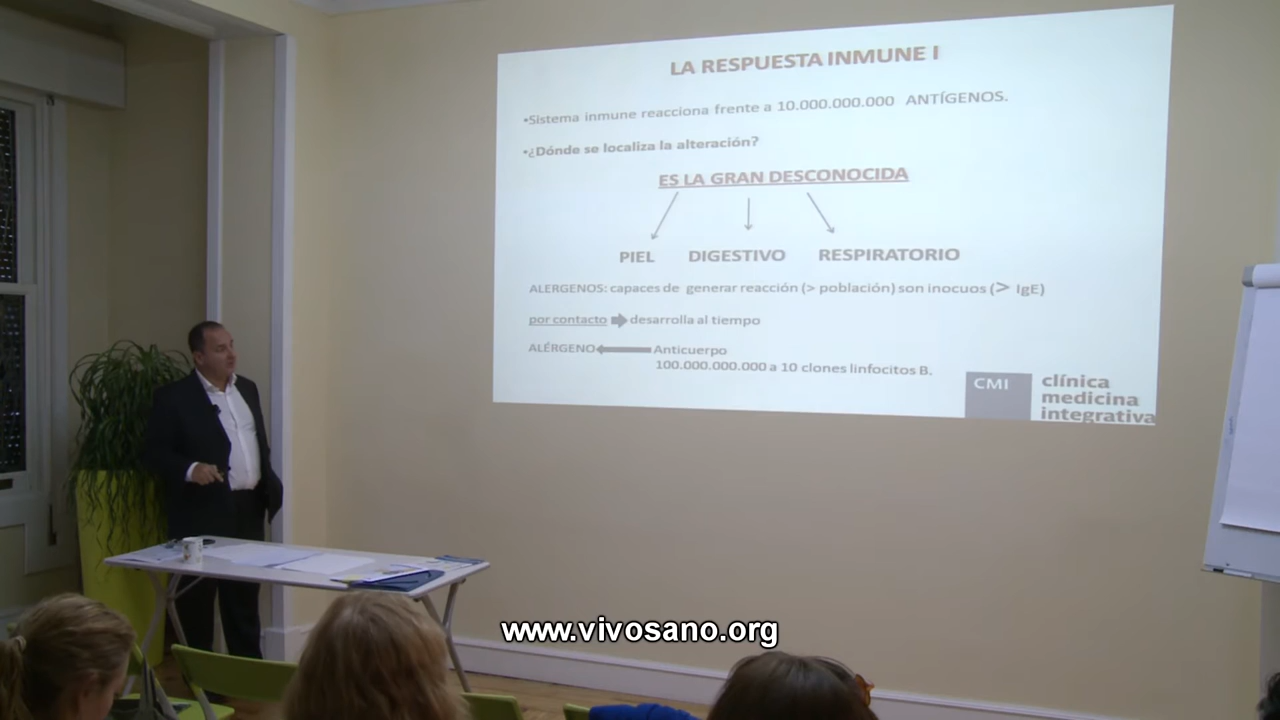 LA RESPUESTA INMUNE I
•Sistema inmune reacciona frente a 10.000.000.000 ANTÍGENOS.
•¿Dónde se localiza la alteración?
ES LA GRAN DESCONOCIDA
PIEL DIGESTIVO RESPIRATORIO
ALERGENOS: capaces de generar reacción (> población) son inocuos (> IgE)
por contacto desarrolla al tiempo
ALÉRGENO Anticuerpo
100.000.000.000 a 10 clones linfocitos B.
CMI
clínica
medicina
integrativa
www.vivosano.org